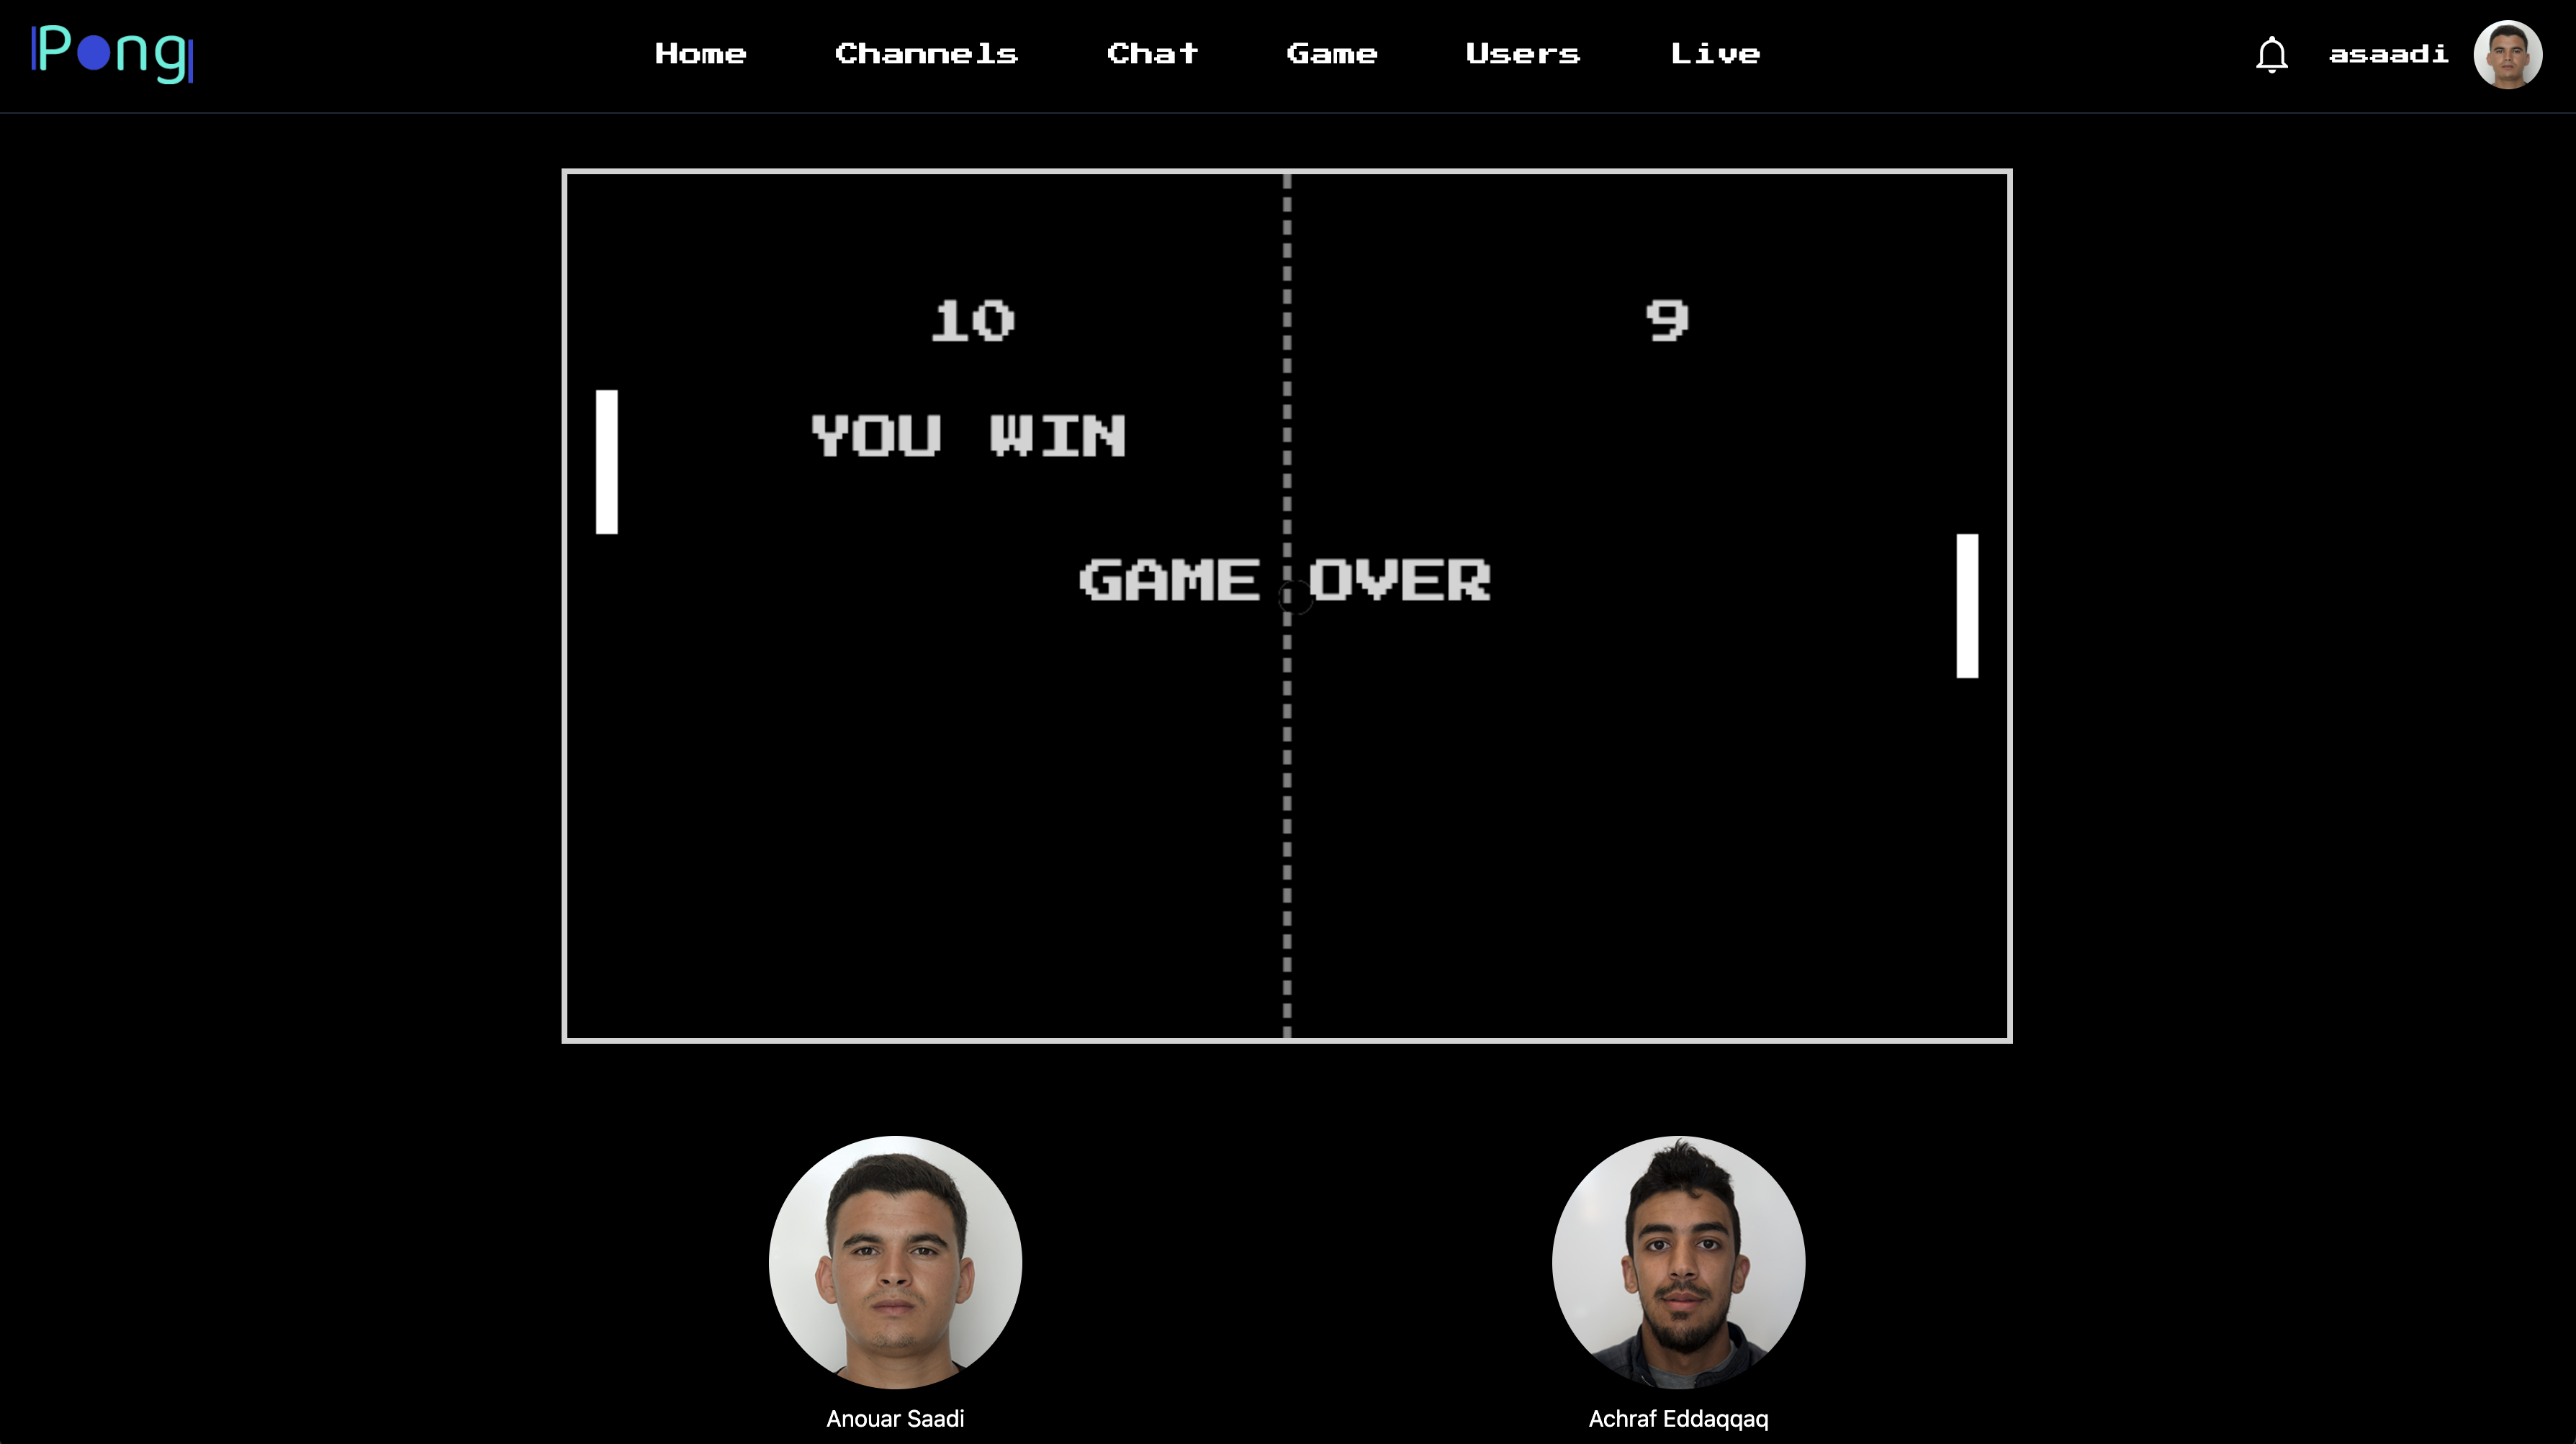 Pong
Home Channels Chat Game Users Live
asaadi
10 9
YOU WIN
GAME OVER
Anouar Saadi
Achraf Eddaqqaq